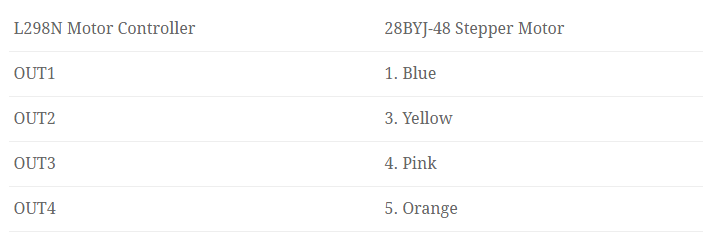 L298N Motor Controller 28BYJ-48 Stepper Motor
OUT1 1. Blue
OUT2 3. Yellow
OUT3 4. Pink
OUT4 5. Orange